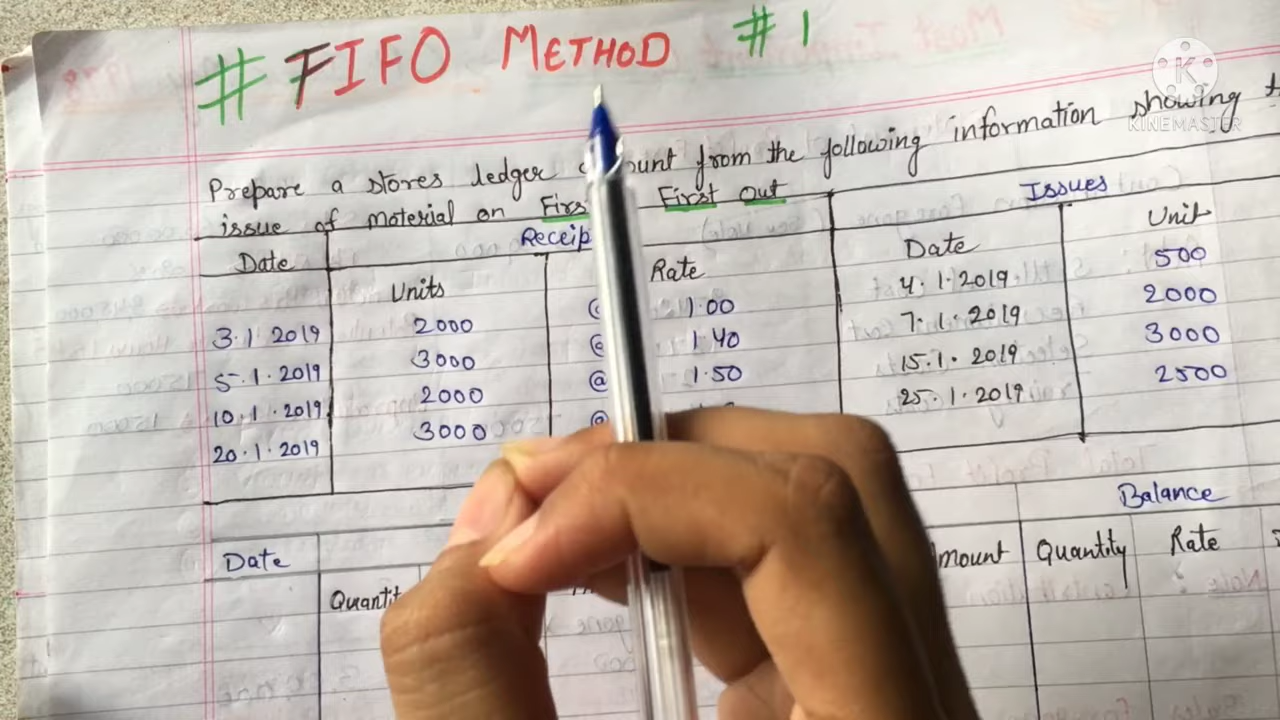 # FIFO METHOD #1
K
KINEMASTER
Prepare a stores ledger from the following information showing
issue of material on First Out
Receip Issues
Date Units Rate Date Unit
3.1.2019 2000 @ 1.00 4.1.2019 500
5.1.2019 3000 @ 1.40 7.1.2019 2000
10.1.2019 2000 @ 1.50 15.1.2019 3000
20.1.2019 3000 @ 25.1.2019 2500
Balance
Date Quantit Amount Quantity Rate